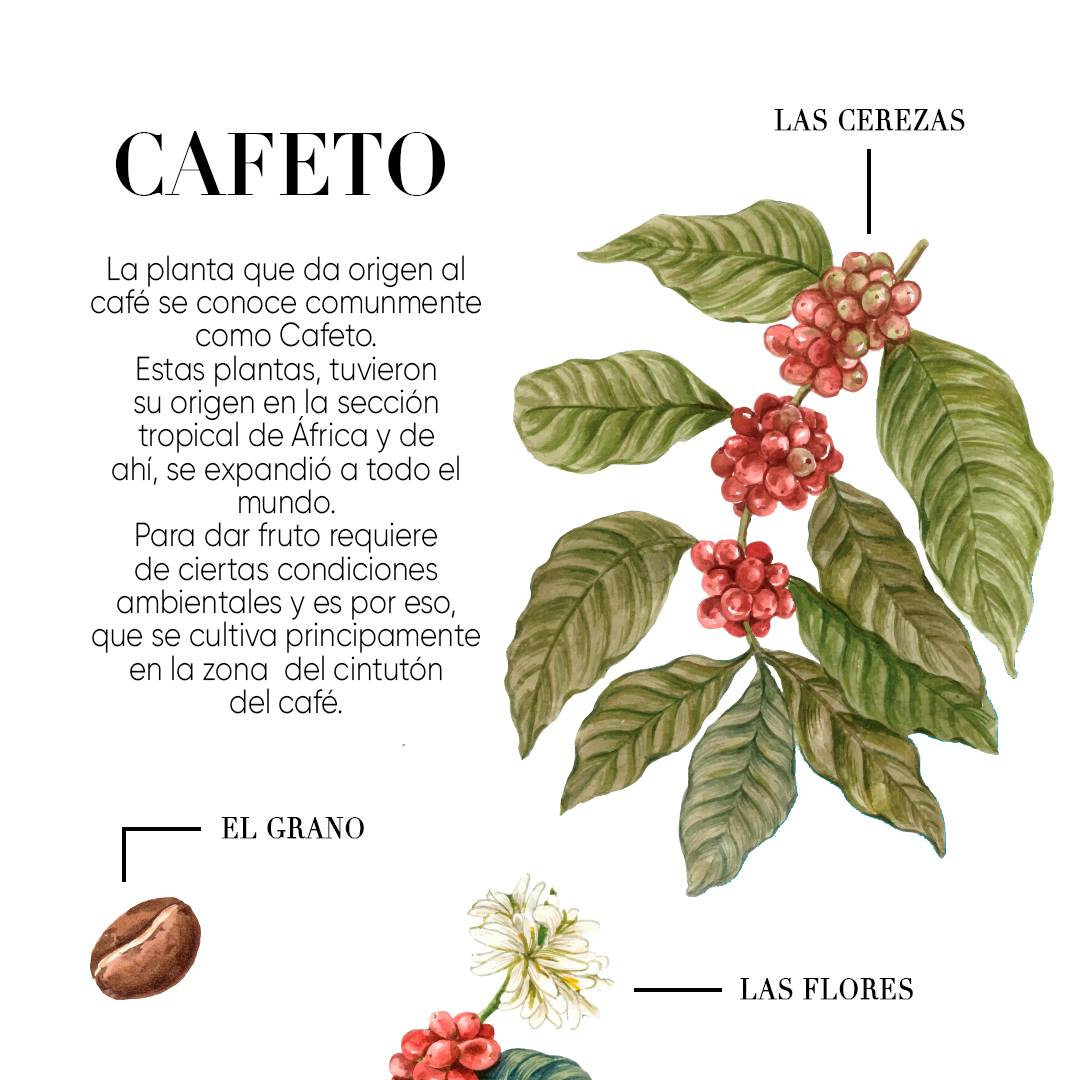 LAS CEREZAS
CAFETO
La planta que da origen al
café se conoce comunmente
como Cafeto.
Estas plantas, tuvieron
su origen en la sección
tropical de África y de
ahí, se expandió a todo el
mundo.
Para dar fruto requiere
de ciertas condiciones
ambientales y es por eso,
que se cultiva principamente
en la zona  del cintutón
del café.
EL GRANO
LAS FLORES